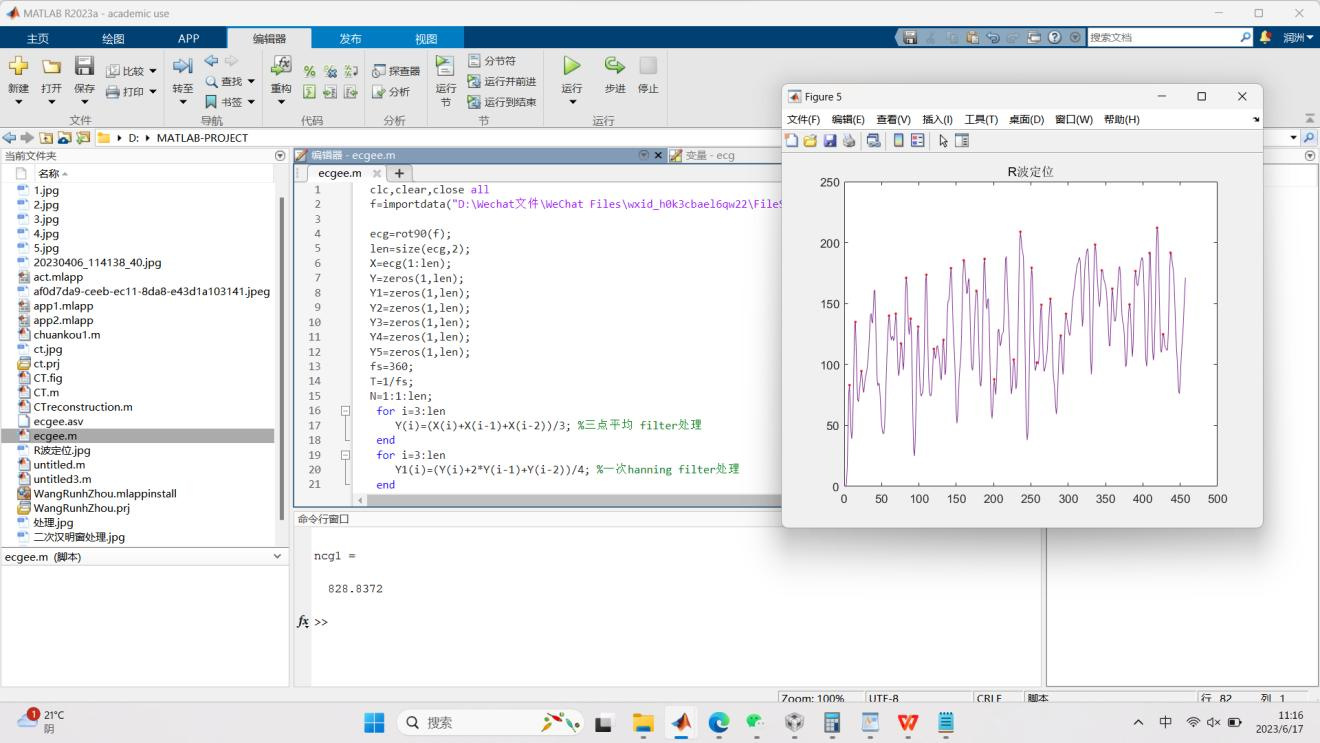 MATLAB R2023a - academic use
主页 绘图 APP 编辑器 发布 视图
搜索文档
润洲
新建 打开 保存 比较 打印 转至 查找 书签 重构 探查器 分析 运行节 分节符 运行并前进 运行到结束 运行 步进 停止
文件 导航 代码 分析 节 运行
D: MATLAB-PROJECT
当前文件夹
名称
1.jpg
2.jpg
3.jpg
4.jpg
5.jpg
20230406_114138_40.jpg
act.mlapp
af0d7da9-ceeb-ec11-8da8-e43d1a103141.jpeg
app1.mlapp
app2.mlapp
chuankou1.m
ct.jpg
ct.prj
CT.fig
CT.m
CTreconstruction.m
ecgee.asv
ecgee.m
R波定位.jpg
untitled.m
untitled3.m
WangRunhZhou.mlappinstall
WangRunhZhou.prj
处理.jpg
二次汉明窗处理.jpg
ecgee.m (脚本)
编辑器 - ecgee.m
变量 - ecg
ecgee.m
1 clc,clear,close all
2 f=importdata("D:\Wechat文件\WeChat Files\wxid_h0k3cbael6qw22\FileS
3
4 ecg=rot90(f);
5 len=size(ecg,2);
6 X=ecg(1:len);
7 Y=zeros(1,len);
8 Y1=zeros(1,len);
9 Y2=zeros(1,len);
10 Y3=zeros(1,len);
11 Y4=zeros(1,len);
12 Y5=zeros(1,len);
13 fs=360;
14 T=1/fs;
15 N=1:1:len;
16 for i=3:len
17 Y(i)=(X(i)+X(i-1)+X(i-2))/3; %三点平均 filter处理
18 end
19 for i=3:len
20 Y1(i)=(Y(i)+2*Y(i-1)+Y(i-2))/4; %一次hanning filter处理
21 end
命令行窗口
ncg1 =
828.8372
fx >>
Figure 5
文件(F) 编辑(E) 查看(V) 插入(I) 工具(T) 桌面(D) 窗口(W) 帮助(H)
R波定位
250
200
150
100
50
0
0 50 100 150 200 250 300 350 400 450 500
Zoom: 100% UTF-8 CRLF 脚本 行 82 列 1
1
21°C
阴
搜索
中
11:16
2023/6/17